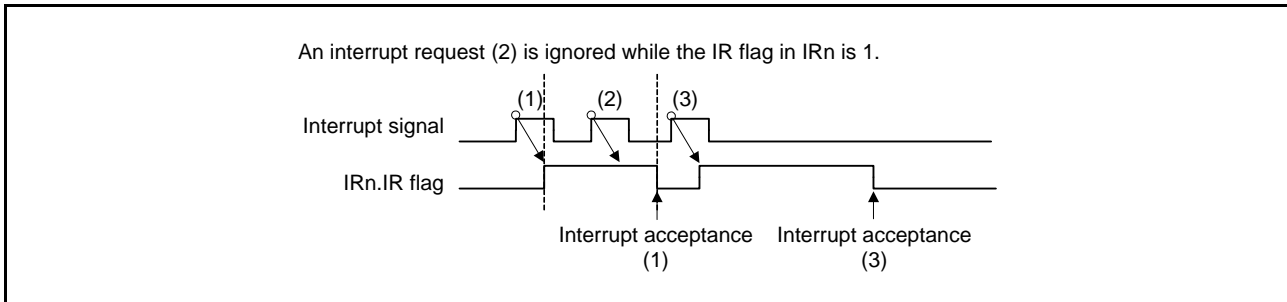 An interrupt request (2) is ignored while the IR flag in IRn is 1.
(1) (2) (3)
Interrupt signal
IRn.IR flag
Interrupt acceptance Interrupt acceptance
(1) (3)